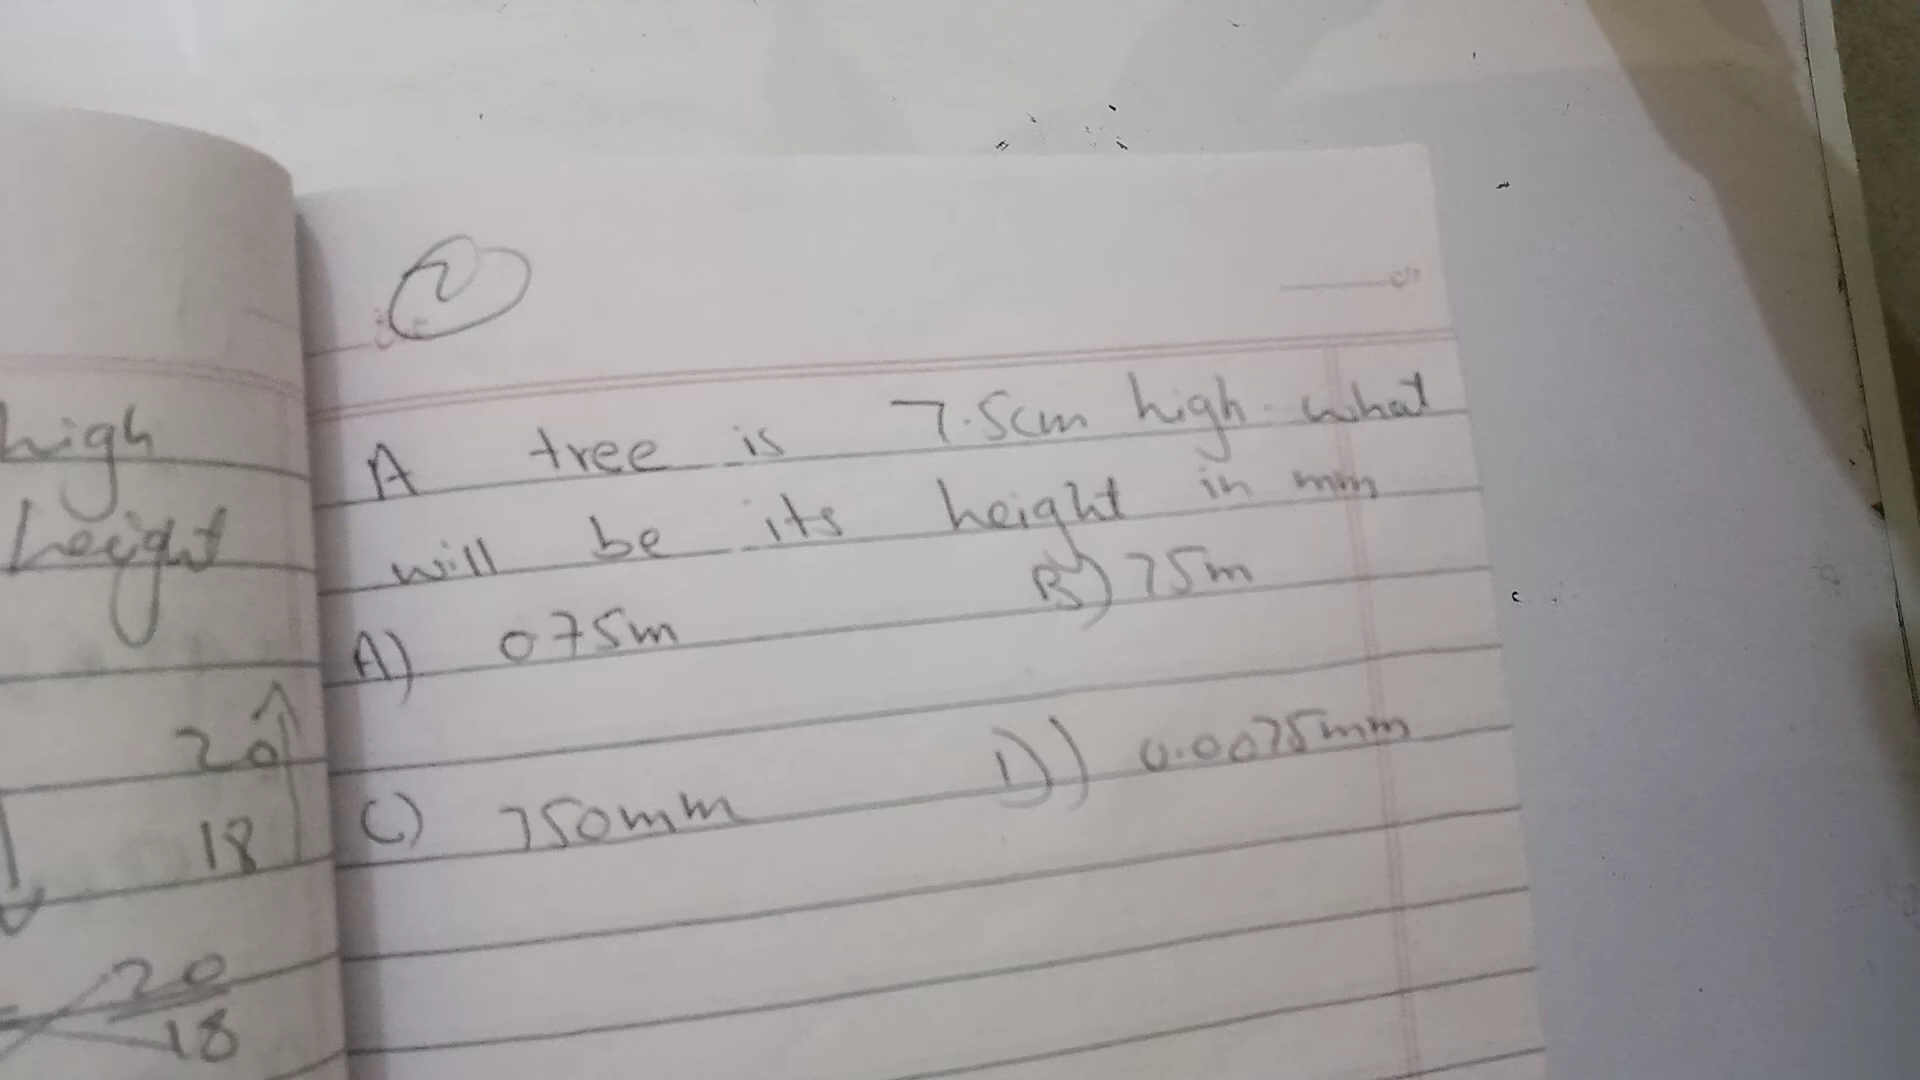 high
height
20
18
20
18
2
A tree is 7.5cm high. what
will be its height in mm
A) 075m B) 75m
C) 750mm D) 0.0075mm